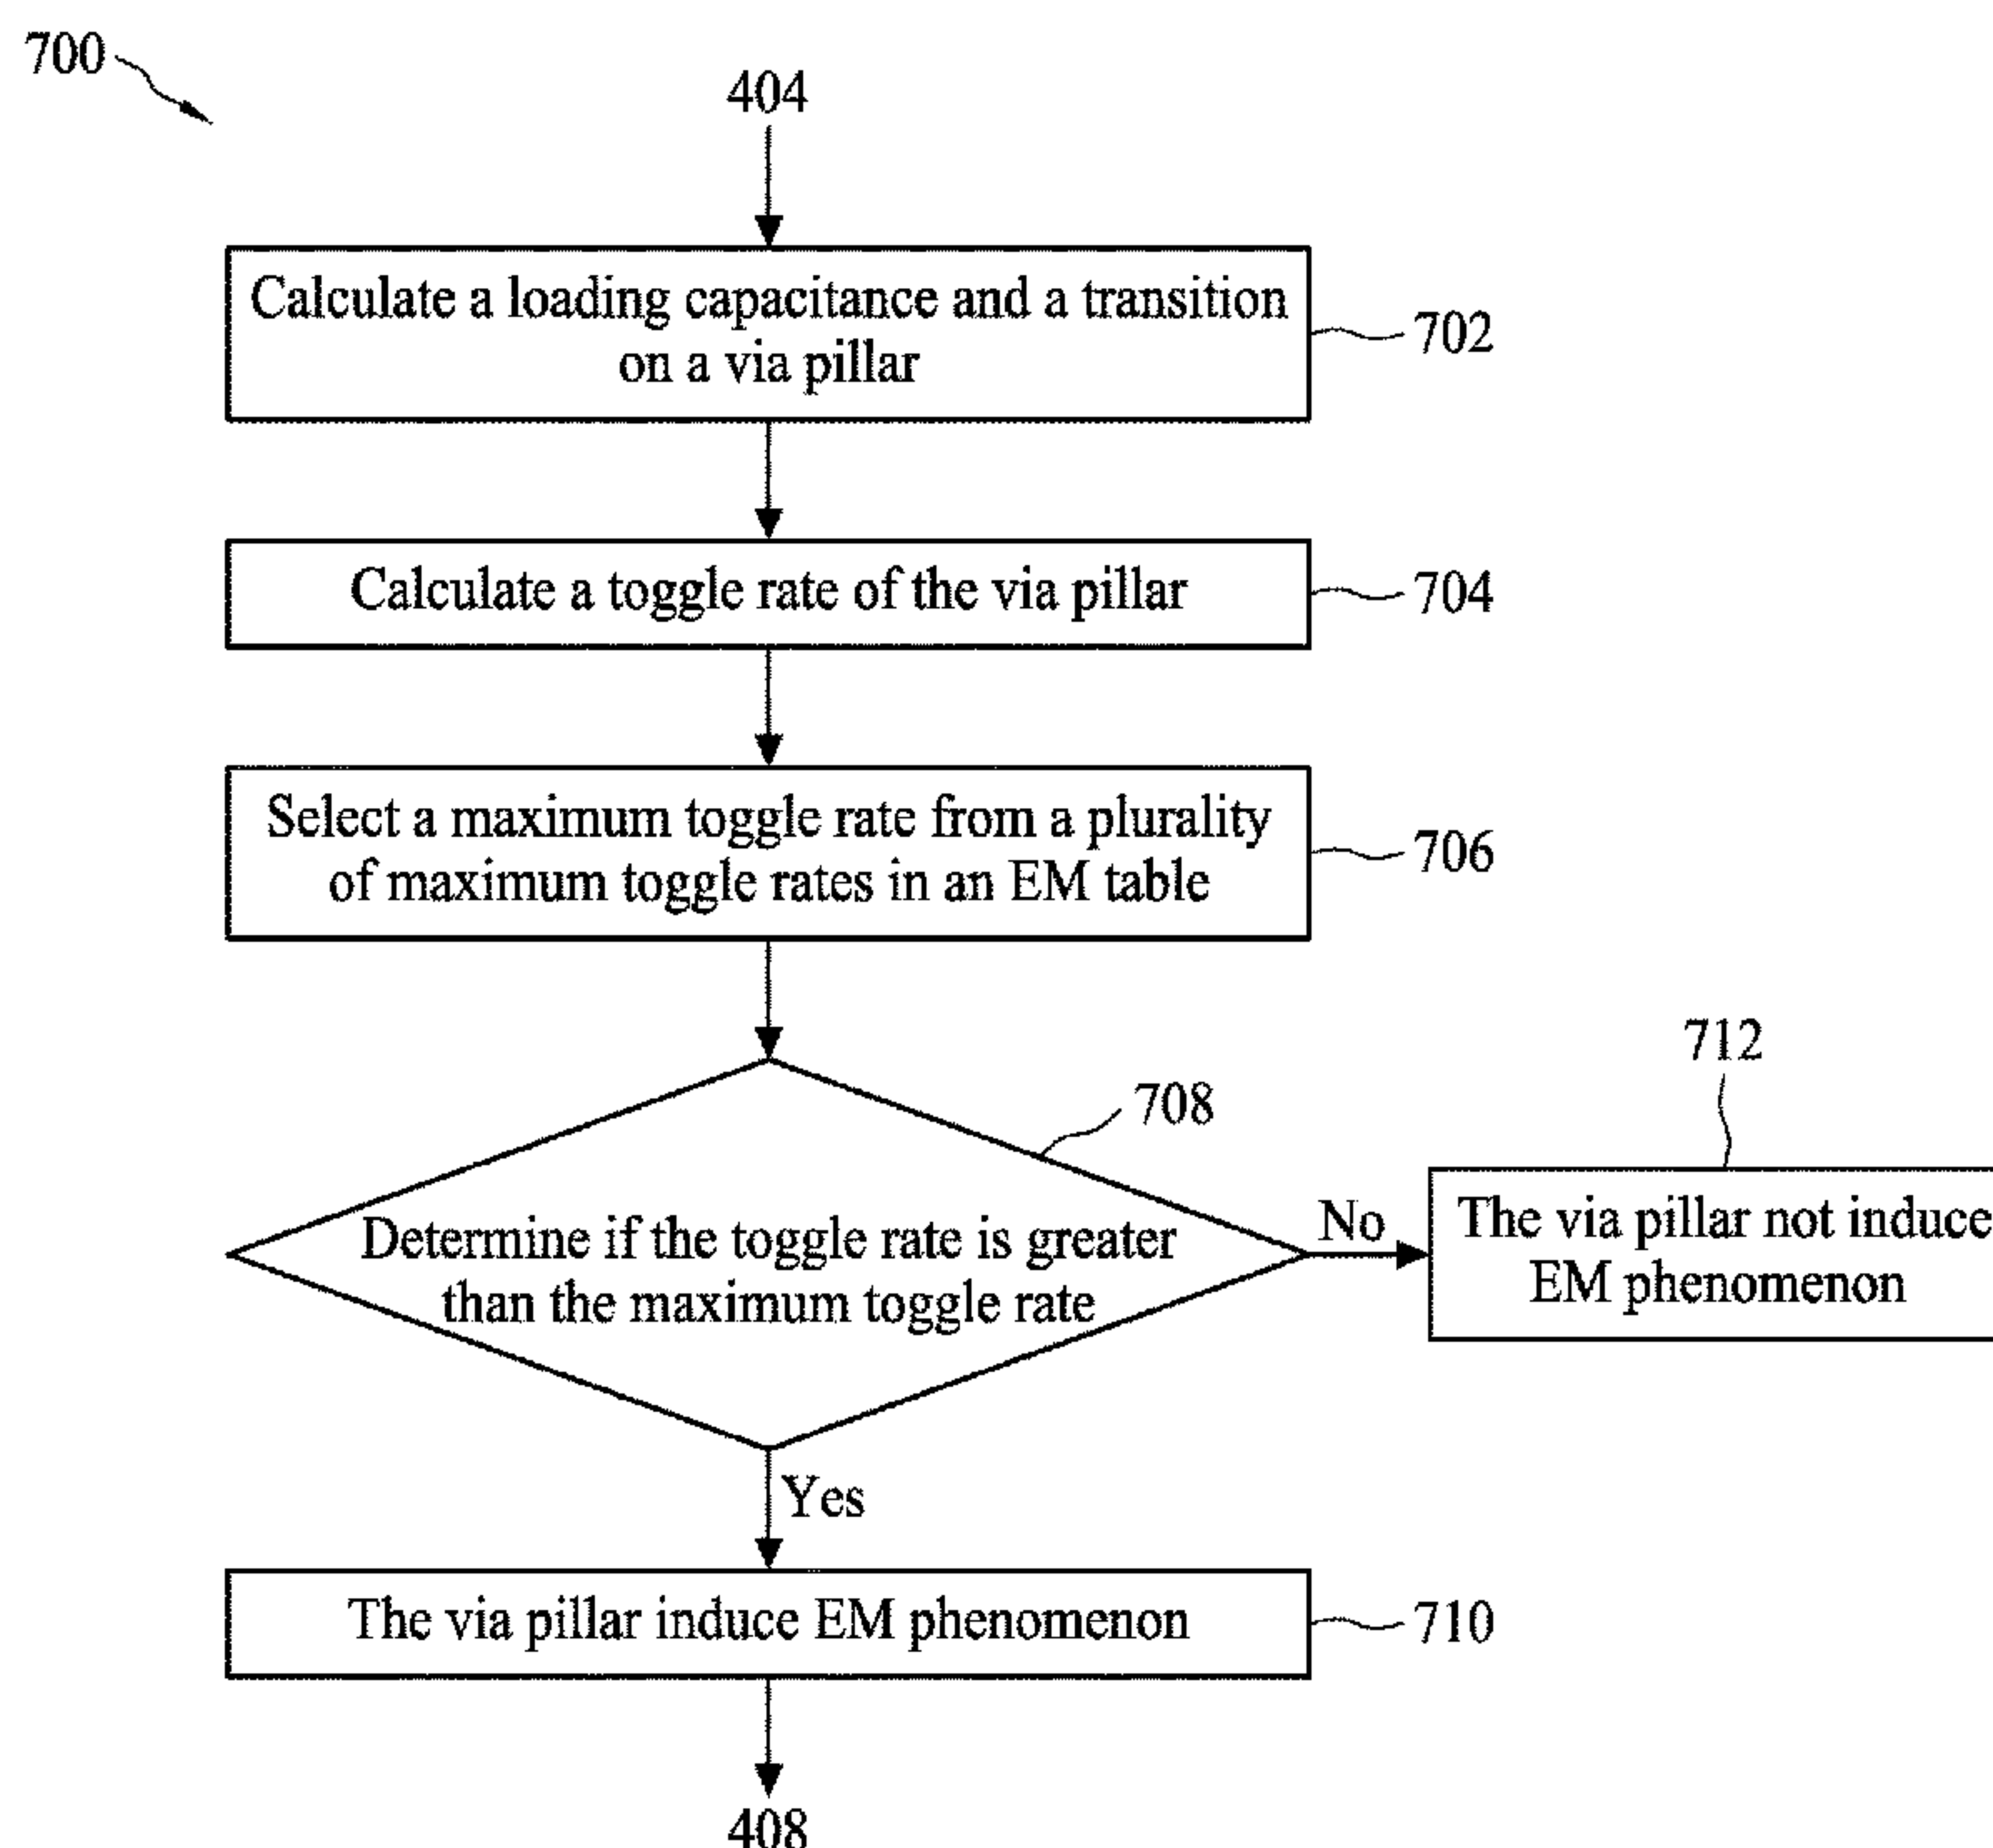 700
404
Calculate a loading capacitance and a transition
on a via pillar
702
Calculate a toggle rate of the via pillar
704
Select a maximum toggle rate from a plurality
of maximum toggle rates in an EM table
706
708
Determine if the toggle rate is greater
than the maximum toggle rate
No
712
The via pillar not induce
EM phenomenon
Yes
The via pillar induce EM phenomenon
710
408